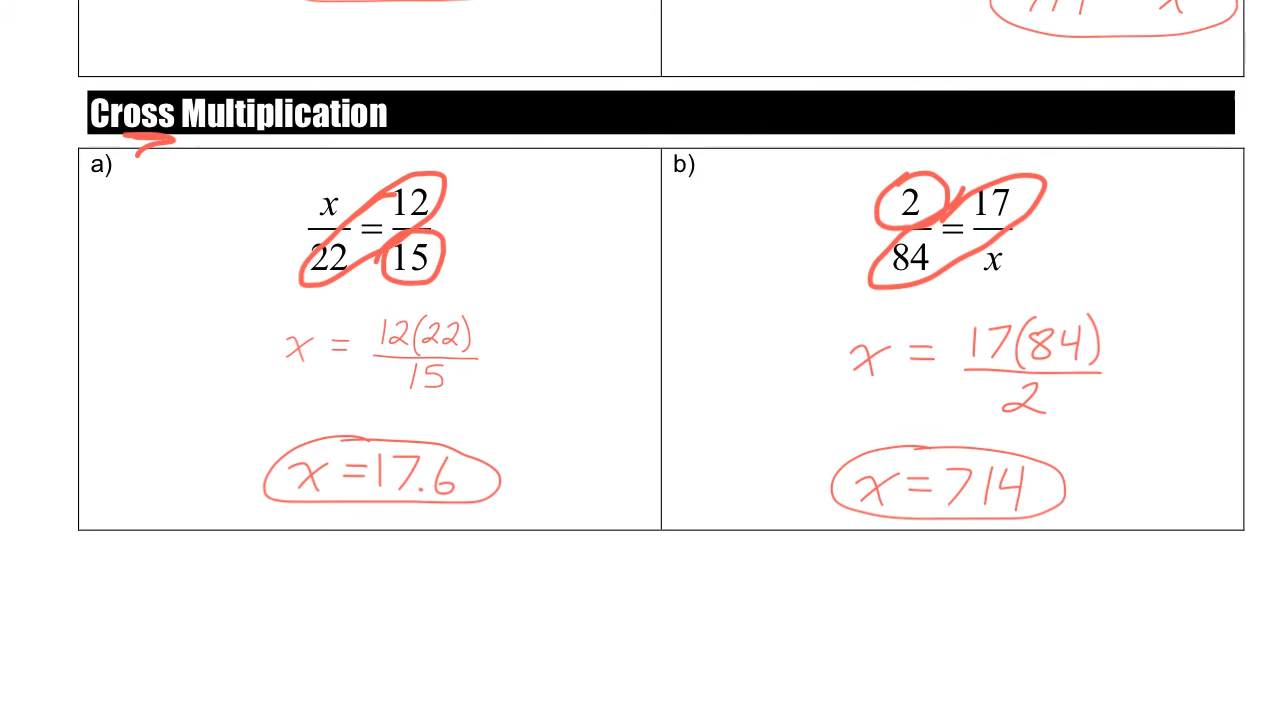 Cross Multiplication
a)
x/22 = 12/15
x = 12(22)/15
x = 17.6
b)
2/84 = 17/x
x = 17(84)/2
x = 714